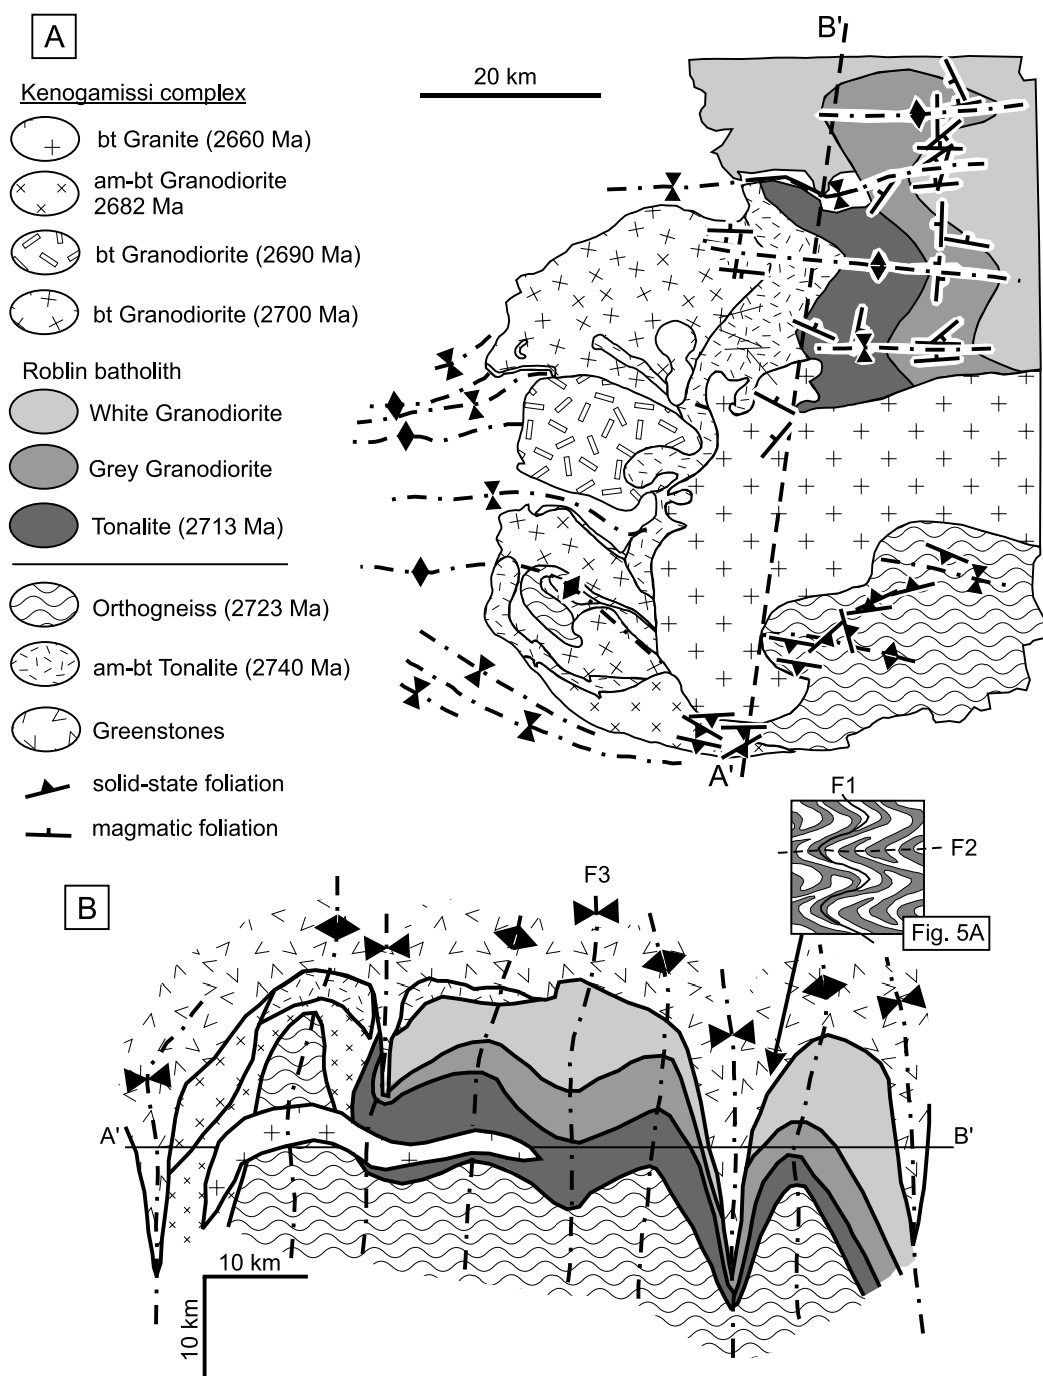 A
Kenogamissi complex
bt Granite (2660 Ma)
am-bt Granodiorite
2682 Ma
bt Granodiorite (2690 Ma)
bt Granodiorite (2700 Ma)
Roblin batholith
White Granodiorite
Grey Granodiorite
Tonalite (2713 Ma)
Orthogneiss (2723 Ma)
am-bt Tonalite (2740 Ma)
Greenstones
solid-state foliation
magmatic foliation
20 km
B'
A'
F1
F2
Fig. 5A
B
F3
A'
B'
10 km
10 km